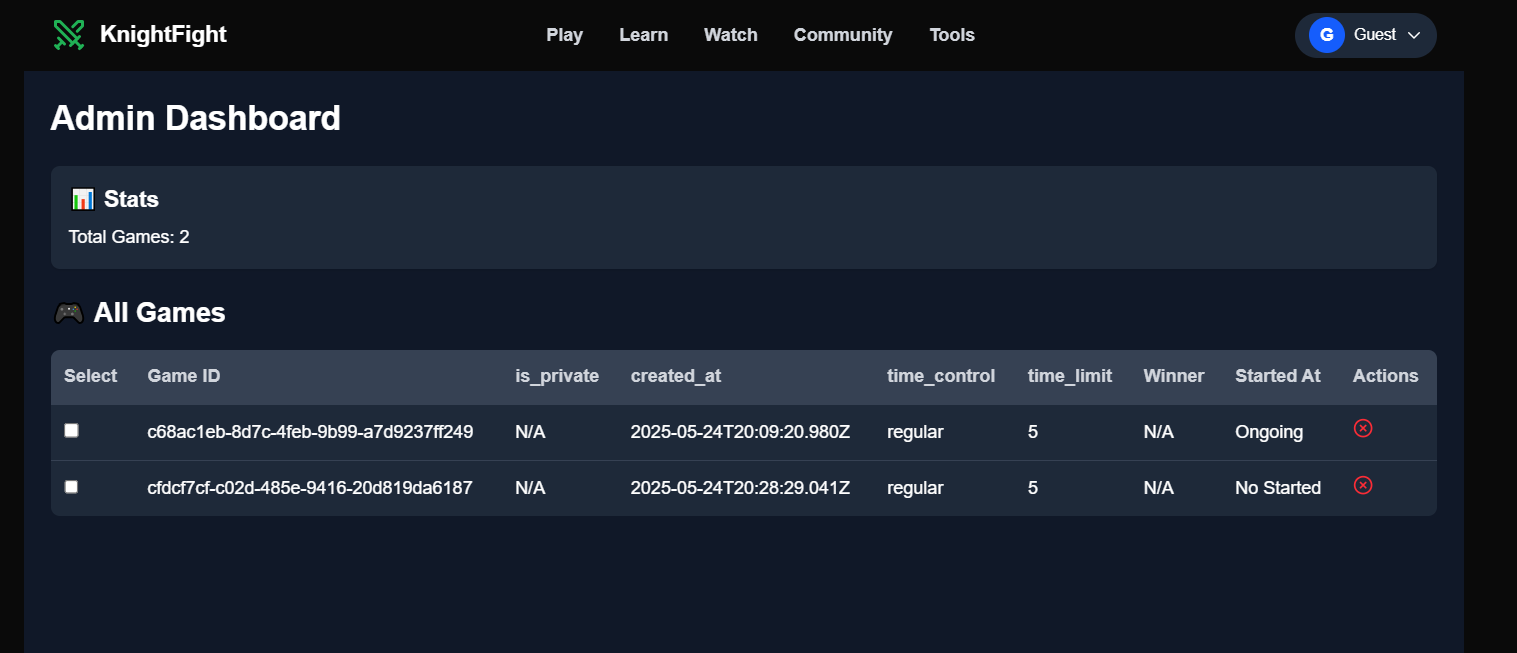 KnightFight Play Learn Watch Community Tools G Guest
Admin Dashboard
📊 Stats
Total Games: 2
🎮 All Games
Select Game ID is_private created_at time_control time_limit Winner Started At Actions
c68ac1eb-8d7c-4feb-9b99-a7d9237ff249 N/A 2025-05-24T20:09:20.980Z regular 5 N/A Ongoing
cfdcf7cf-c02d-485e-9416-20d819da6187 N/A 2025-05-24T20:28:29.041Z regular 5 N/A No Started